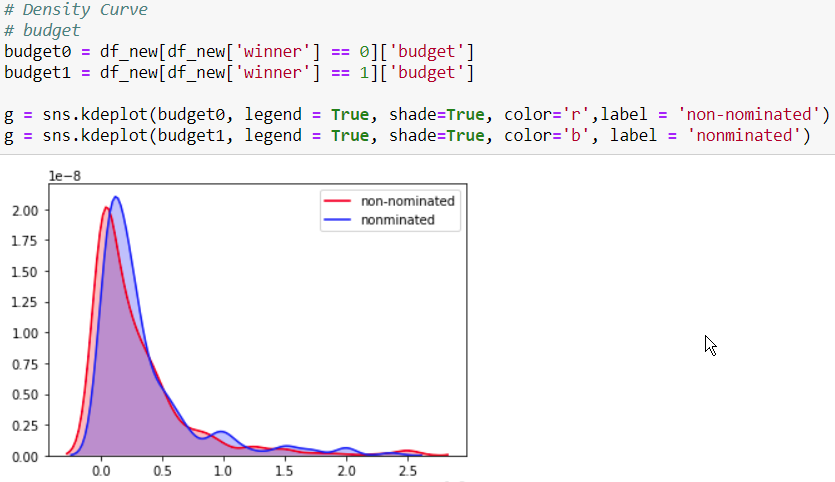 # Density Curve
# budget
budget0 = df_new[df_new['winner'] == 0]['budget']
budget1 = df_new[df_new['winner'] == 1]['budget']
g = sns.kdeplot(budget0, legend = True, shade=True, color='r',label = 'non-nominated')
g = sns.kdeplot(budget1, legend = True, shade=True, color='b', label = 'nonminated')
1e−8
non-nominated
nonminated
2.00
1.75
1.50
1.25
1.00
0.75
0.50
0.25
0.00
0.0 0.5 1.0 1.5 2.0 2.5